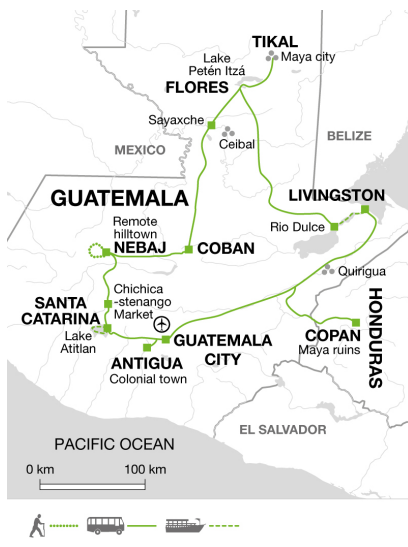 TIKAL
Maya city
Lake
Petén Itzá
FLORES
Sayaxche
Ceibal
MEXICO
BELIZE
GUATEMALA
LIVINGSTON
Remote
hilltown
NEBAJ
COBAN
Rio Dulce
Quirigua
Chichica
-stenango
Market
SANTA
CATARINA
Lake
Atitlan
GUATEMALA
CITY
ANTIGUA
Colonial town
COPAN
Maya ruins
HONDURAS
EL SALVADOR
PACIFIC OCEAN
0 km
100 km